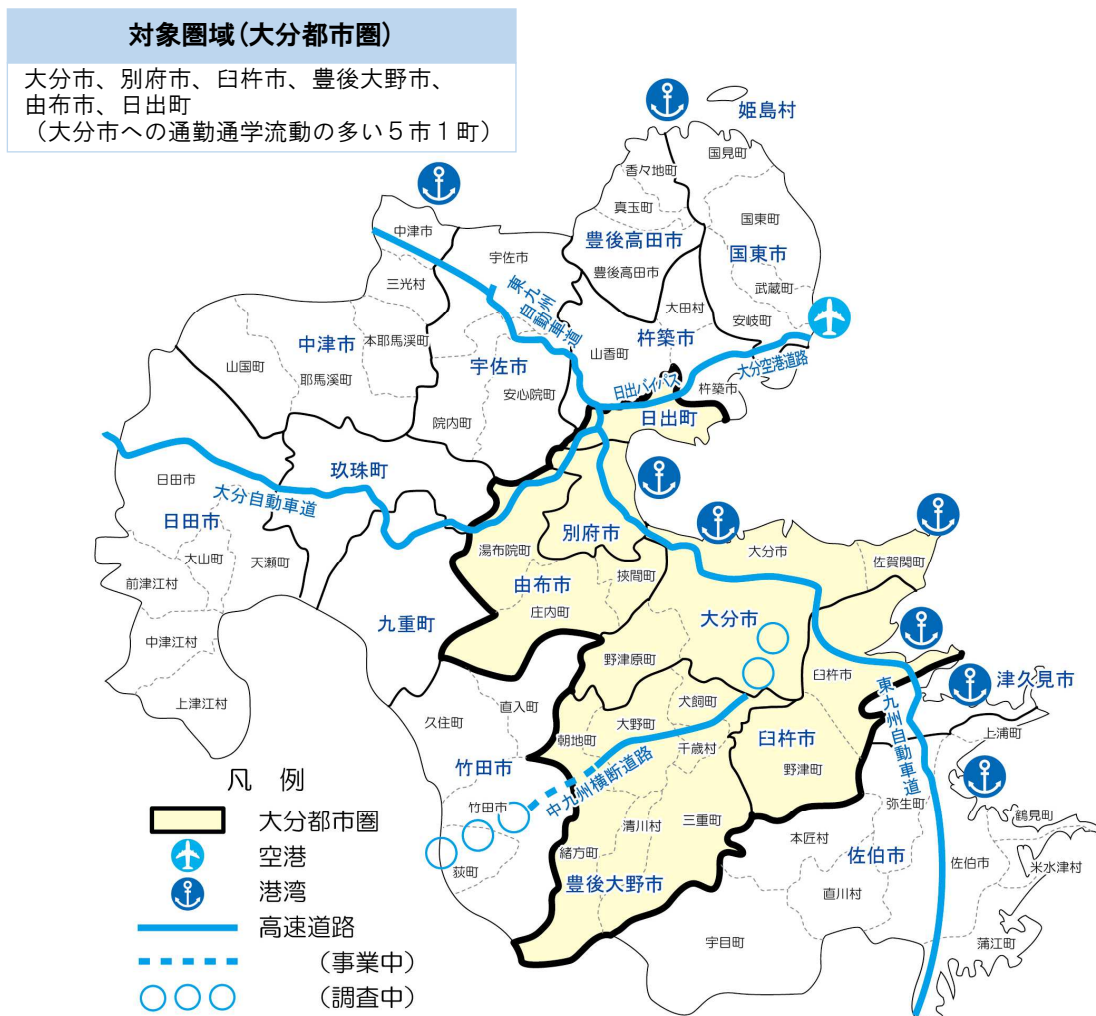 対象圏域(大分都市圏)
大分市、別府市、臼杵市、豊後大野市、
由布市、日出町
（大分市への通勤通学流動の多い５市１町）
姫島村
国見町
香々地町
真玉町
国東町
豊後高田市
国東市
中津市
宇佐市
豊後高田市
武蔵町
三光村
東九州
自動車道
大田村
安岐町
杵築市
本耶馬溪町
中津市
山国町
耶馬溪町
宇佐市
山香町
大分空港道路
日出バイパス
杵築市
安心院町
院内町
日出町
玖珠町
日田市
大分自動車道
日田市
別府市
大分市
湯布院町
佐賀関町
大山町
天瀬町
挾間町
前津江村
由布市
庄内町
大分市
九重町
中津江村
野津原町
臼杵市
津久見市
上津江村
直入町
久住町
犬飼町
大野町
朝地町
千歳村
東九州自動車道
上浦町
臼杵市
竹田市
野津町
中九州横断道路
竹田市
弥生町
鶴見町
清川村
三重町
本匠村
緒方町
佐伯市
佐伯市
米水津村
荻町
豊後大野市
直川村
宇目町
蒲江町
凡　例
大分都市圏
空港
港湾
高速道路
（事業中）
（調査中）